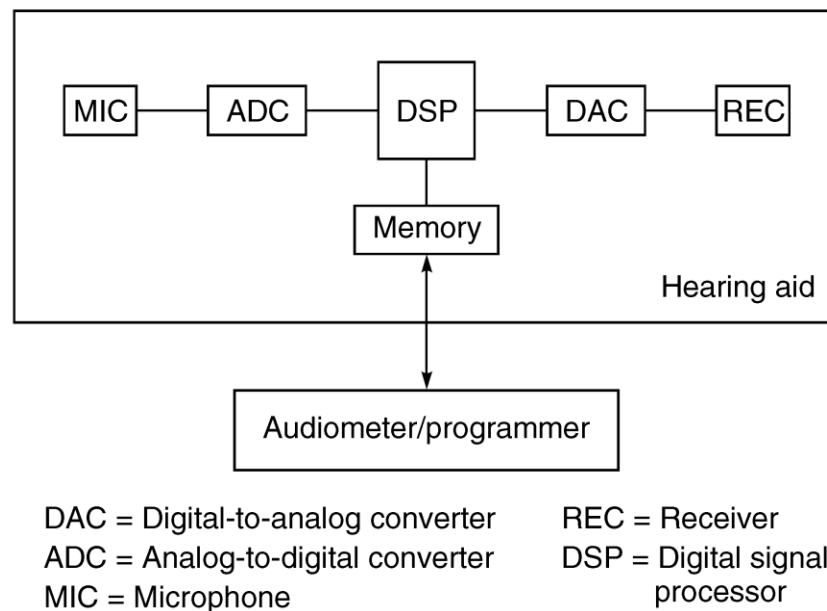 MIC ADC DSP DAC REC
Memory
Hearing aid
Audiometer/programmer
DAC = Digital-to-analog converter
ADC = Analog-to-digital converter
MIC = Microphone
REC = Receiver
DSP = Digital signal
processor